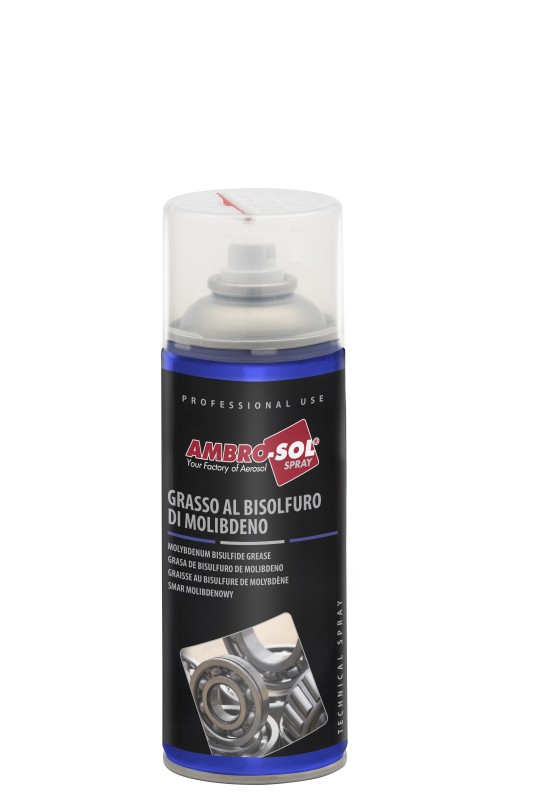 PROFESSIONAL USE
AMBRO-SOL®
SPRAY
Your Factory of Aerosol
GRASSO AL BISOLFURO
DI MOLIBDENO
MOLYBDENUM BISULFIDE GREASE
GRASA DE BISULFURO DE MOLIBDENO
GRAISSE AU BISULFURE DE MOLYBDÈNE
SMAR MOLIBDENOWY
TECHNICAL SPRAY